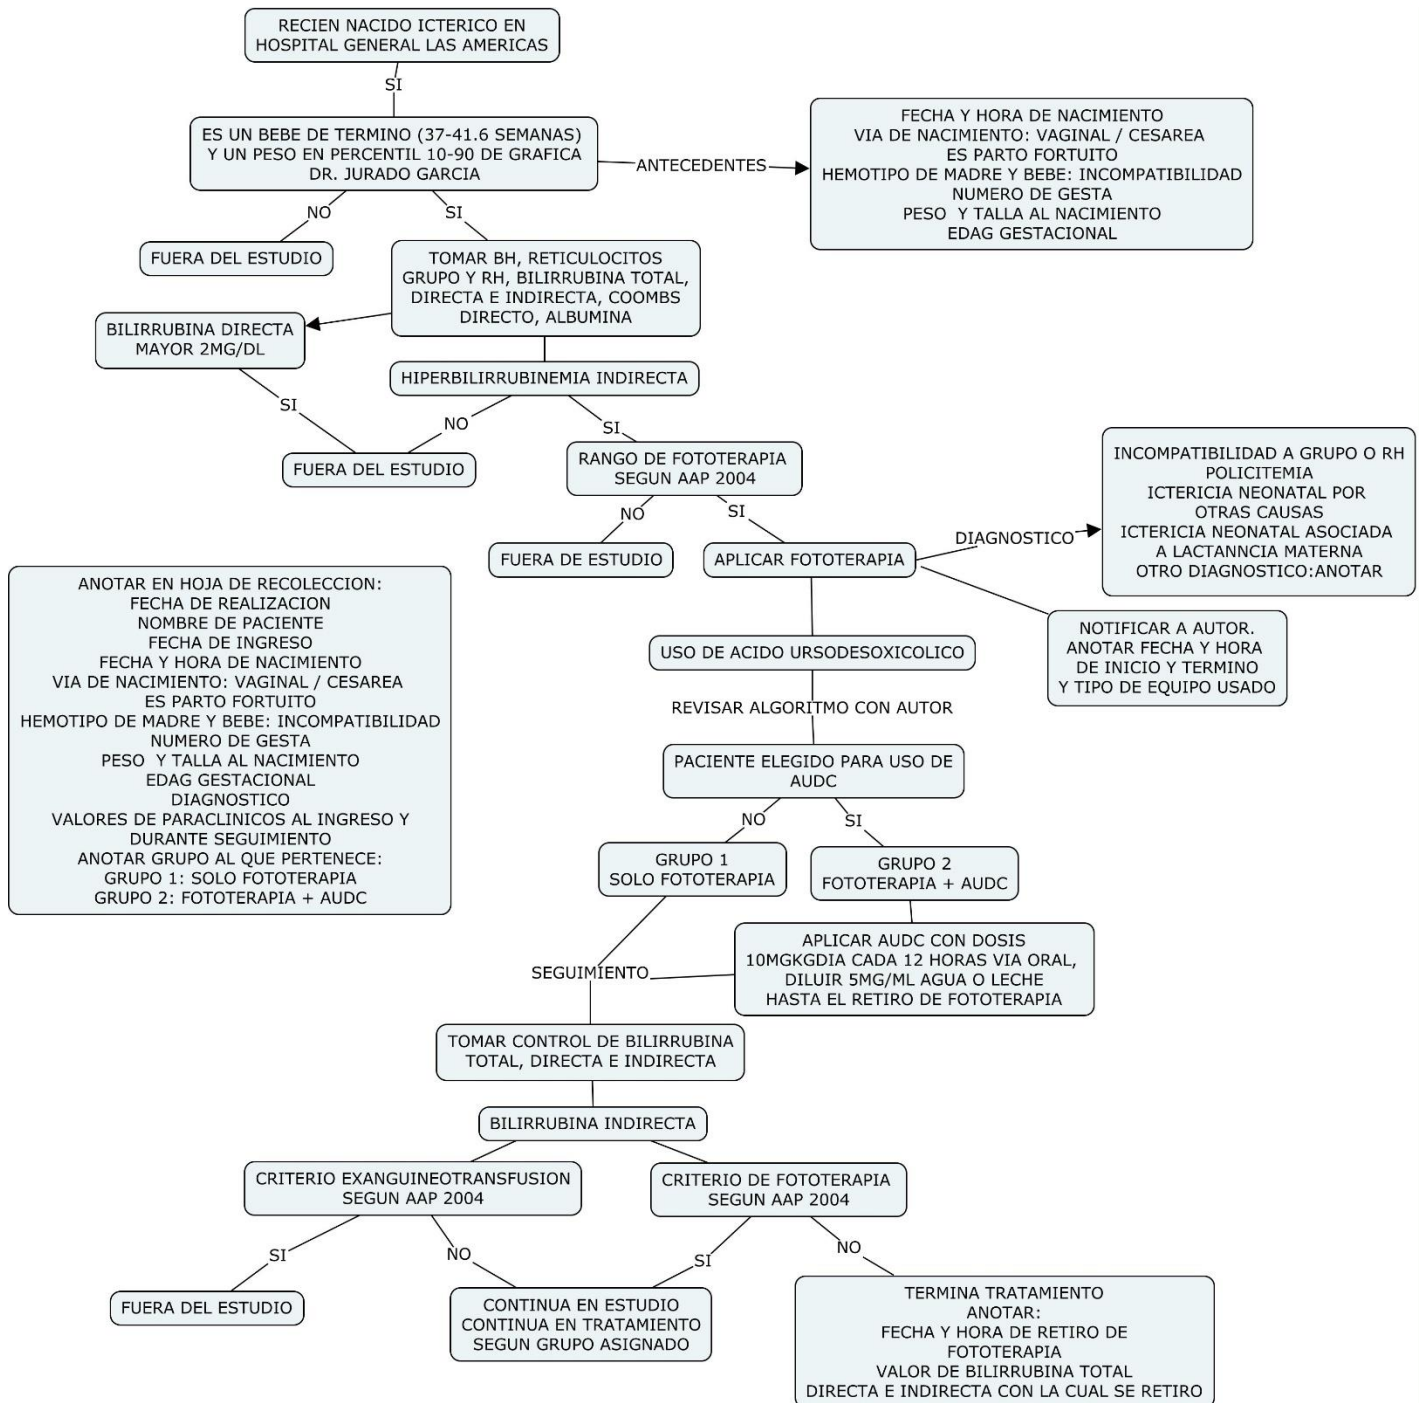 RECIEN NACIDO ICTERICO EN
HOSPITAL GENERAL LAS AMERICAS
SI
ES UN BEBE DE TERMINO (37-41.6 SEMANAS)
Y UN PESO EN PERCENTIL 10-90 DE GRAFICA
DR. JURADO GARCIA
ANTECEDENTES
FECHA Y HORA DE NACIMIENTO
VIA DE NACIMIENTO: VAGINAL / CESAREA
ES PARTO FORTUITO
HEMOTIPO DE MADRE Y BEBE: INCOMPATIBILIDAD
NUMERO DE GESTA
PESO Y TALLA AL NACIMIENTO
EDAG GESTACIONAL
NO
SI
FUERA DEL ESTUDIO
TOMAR BH, RETICULOCITOS
GRUPO Y RH, BILIRRUBINA TOTAL,
DIRECTA E INDIRECTA, COOMBS
DIRECTO, ALBUMINA
BILIRRUBINA DIRECTA
MAYOR 2MG/DL
HIPERBILIRRUBINEMIA INDIRECTA
SI
NO
SI
FUERA DEL ESTUDIO
RANGO DE FOTOTERAPIA
SEGUN AAP 2004
NO
SI
FUERA DE ESTUDIO
APLICAR FOTOTERAPIA
DIAGNOSTICO
INCOMPATIBILIDAD A GRUPO O RH
POLICITEMIA
ICTERICIA NEONATAL POR
OTRAS CAUSAS
ICTERICIA NEONATAL ASOCIADA
A LACTANNCIA MATERNA
OTRO DIAGNOSTICO:ANOTAR
NOTIFICAR A AUTOR.
ANOTAR FECHA Y HORA
DE INICIO Y TERMINO
Y TIPO DE EQUIPO USADO
ANOTAR EN HOJA DE RECOLECCION:
FECHA DE REALIZACION
NOMBRE DE PACIENTE
FECHA DE INGRESO
FECHA Y HORA DE NACIMIENTO
VIA DE NACIMIENTO: VAGINAL / CESAREA
ES PARTO FORTUITO
HEMOTIPO DE MADRE Y BEBE: INCOMPATIBILIDAD
NUMERO DE GESTA
PESO Y TALLA AL NACIMIENTO
EDAG GESTACIONAL
DIAGNOSTICO
VALORES DE PARACLINICOS AL INGRESO Y
DURANTE SEGUIMIENTO
ANOTAR GRUPO AL QUE PERTENECE:
GRUPO 1: SOLO FOTOTERAPIA
GRUPO 2: FOTOTERAPIA + AUDC
USO DE ACIDO URSODESOXICOLICO
REVISAR ALGORITMO CON AUTOR
PACIENTE ELEGIDO PARA USO DE
AUDC
NO
SI
GRUPO 1
SOLO FOTOTERAPIA
GRUPO 2
FOTOTERAPIA + AUDC
APLICAR AUDC CON DOSIS
10MGKGDIA CADA 12 HORAS VIA ORAL,
DILUIR 5MG/ML AGUA O LECHE
HASTA EL RETIRO DE FOTOTERAPIA
SEGUIMIENTO
TOMAR CONTROL DE BILIRRUBINA
TOTAL, DIRECTA E INDIRECTA
BILIRRUBINA INDIRECTA
CRITERIO EXANGUINEOTRANSFUSION
SEGUN AAP 2004
CRITERIO DE FOTOTERAPIA
SEGUN AAP 2004
SI
NO
SI
NO
FUERA DEL ESTUDIO
CONTINUA EN ESTUDIO
CONTINUA EN TRATAMIENTO
SEGUN GRUPO ASIGNADO
TERMINA TRATAMIENTO
ANOTAR:
FECHA Y HORA DE RETIRO DE
FOTOTERAPIA
VALOR DE BILIRRUBINA TOTAL
DIRECTA E INDIRECTA CON LA CUAL SE RETIRO